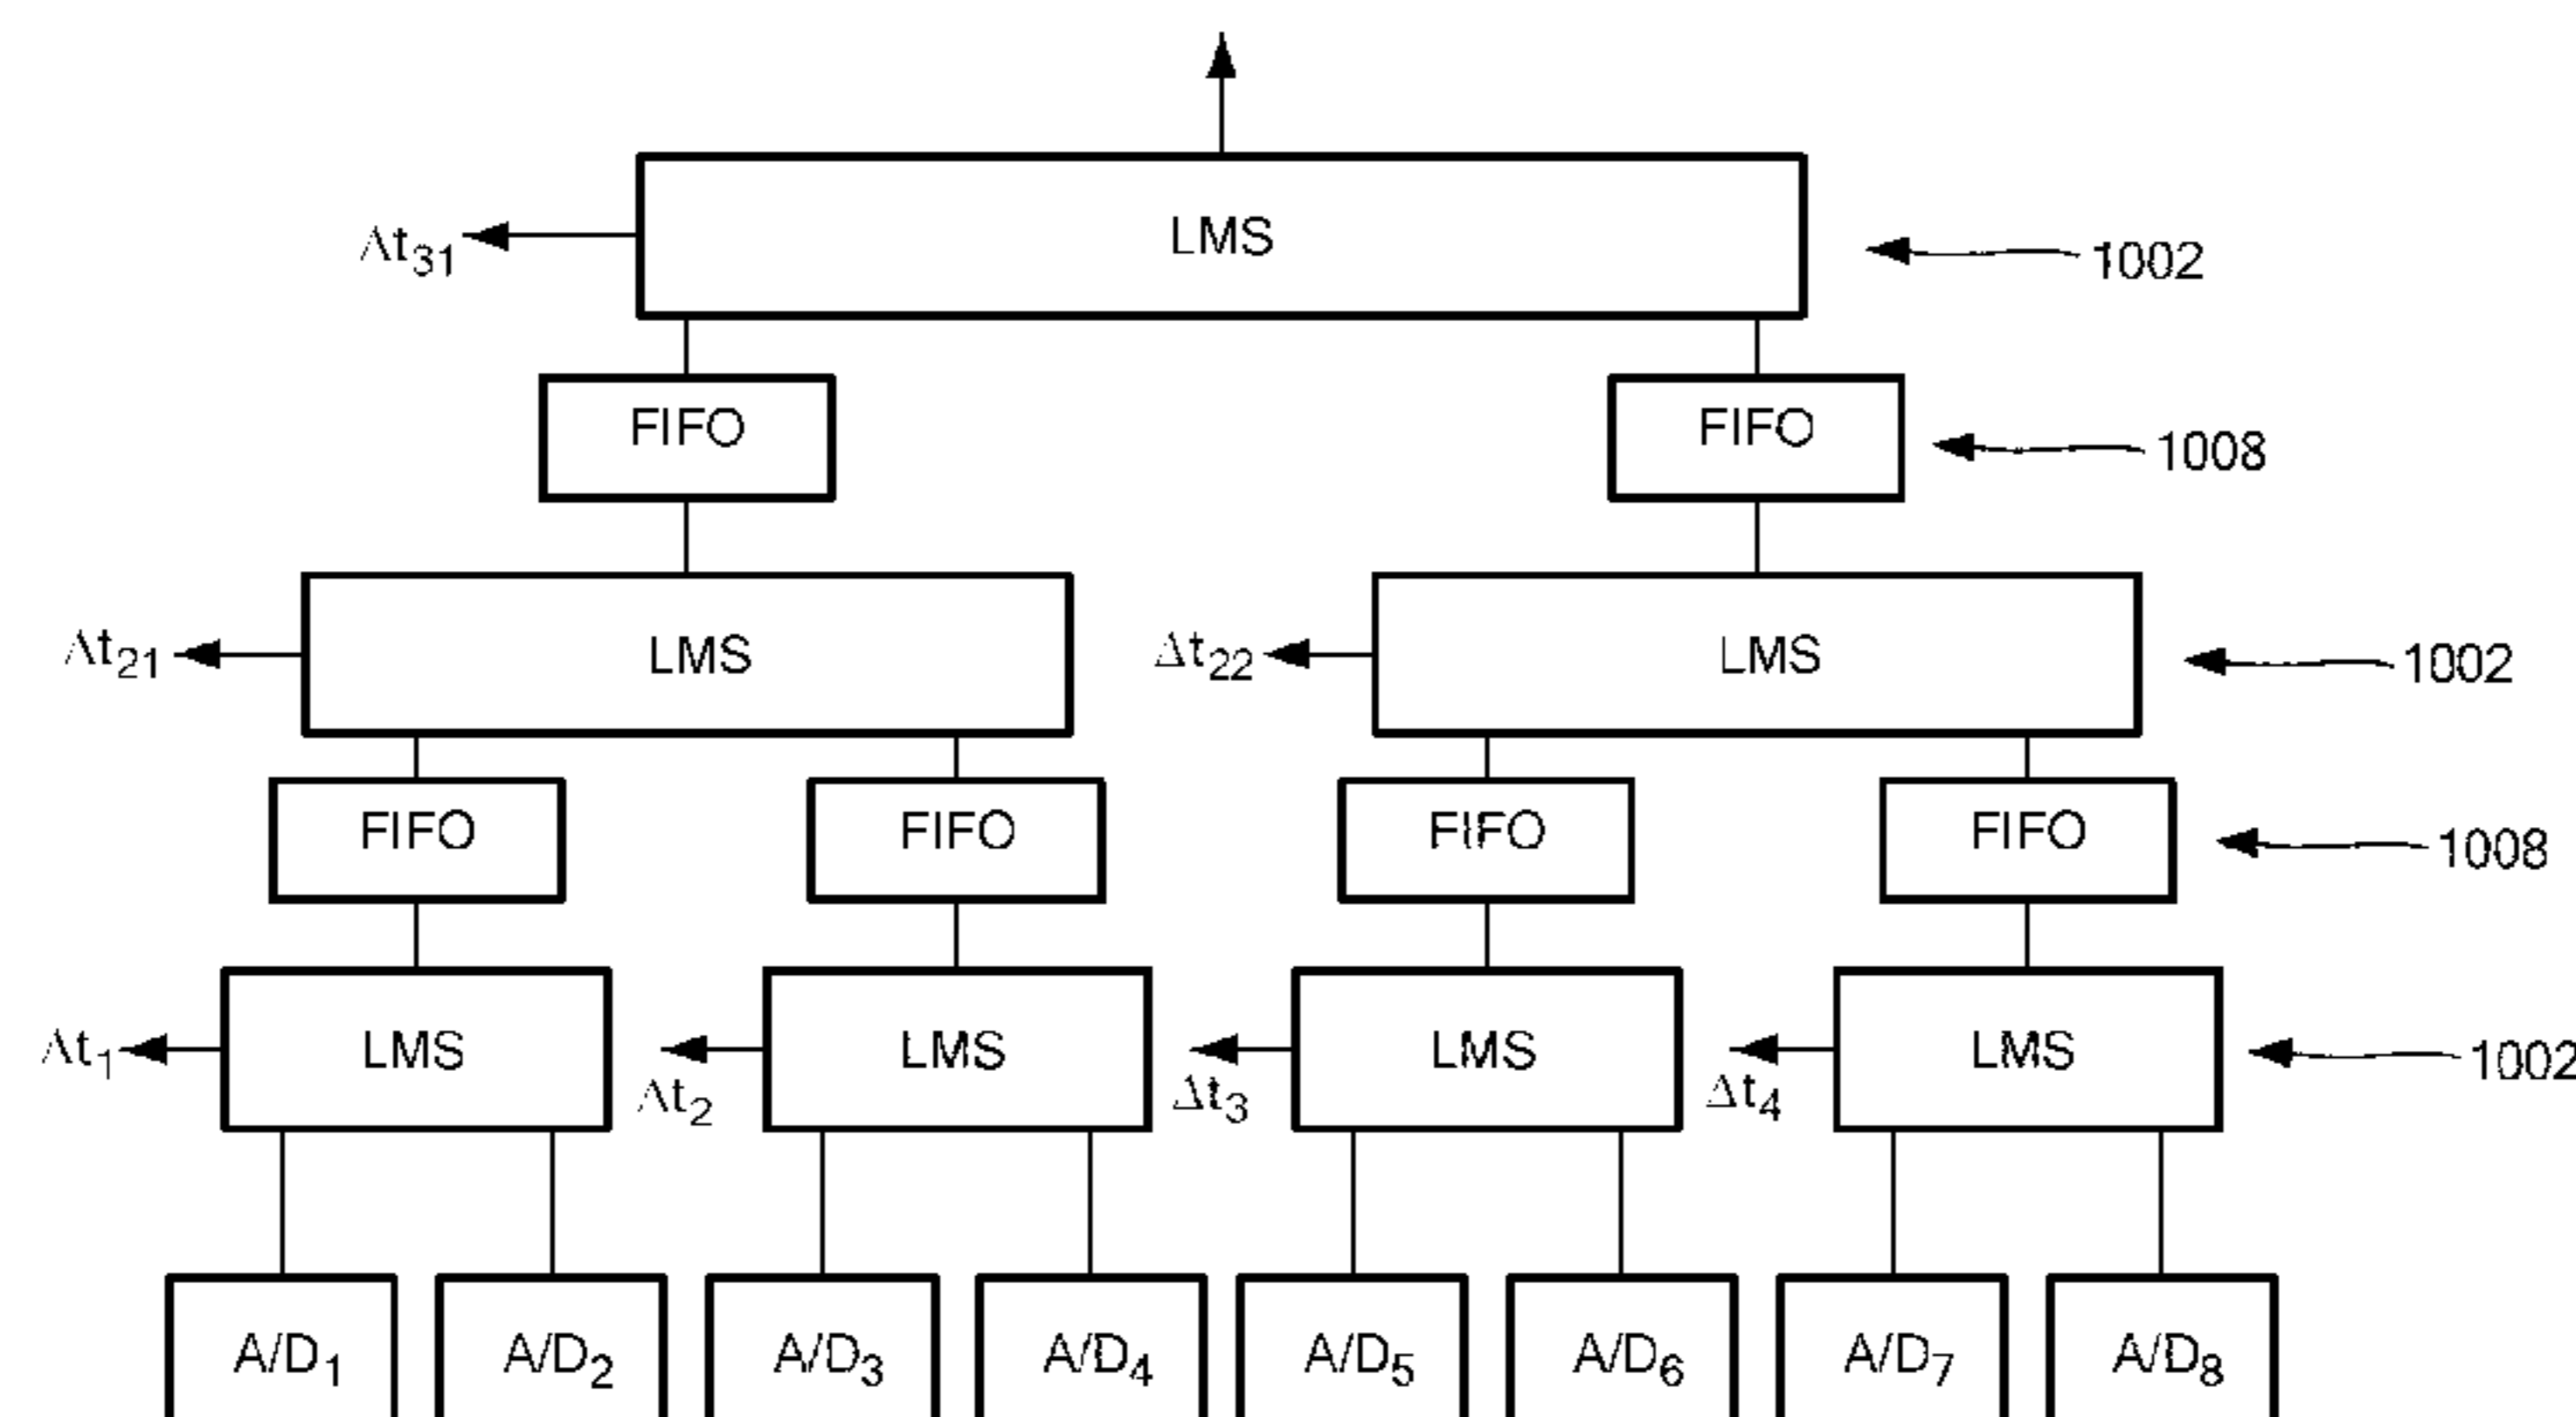 LMS
Δt31
1002
FIFO FIFO
1008
LMS LMS
Δt21 Δt22
1002
FIFO FIFO FIFO FIFO
1008
LMS LMS LMS LMS
Δt1 Δt2 Δt3 Δt4
1002
A/D1 A/D2 A/D3 A/D4 A/D5 A/D6 A/D7 A/D8